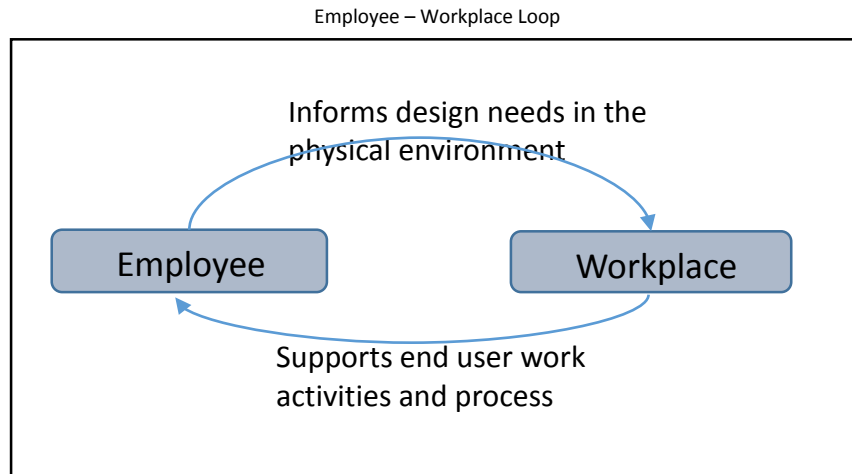 Employee – Workplace Loop
Informs design needs in the
physical environment
Employee
Workplace
Supports end user work
activities and process